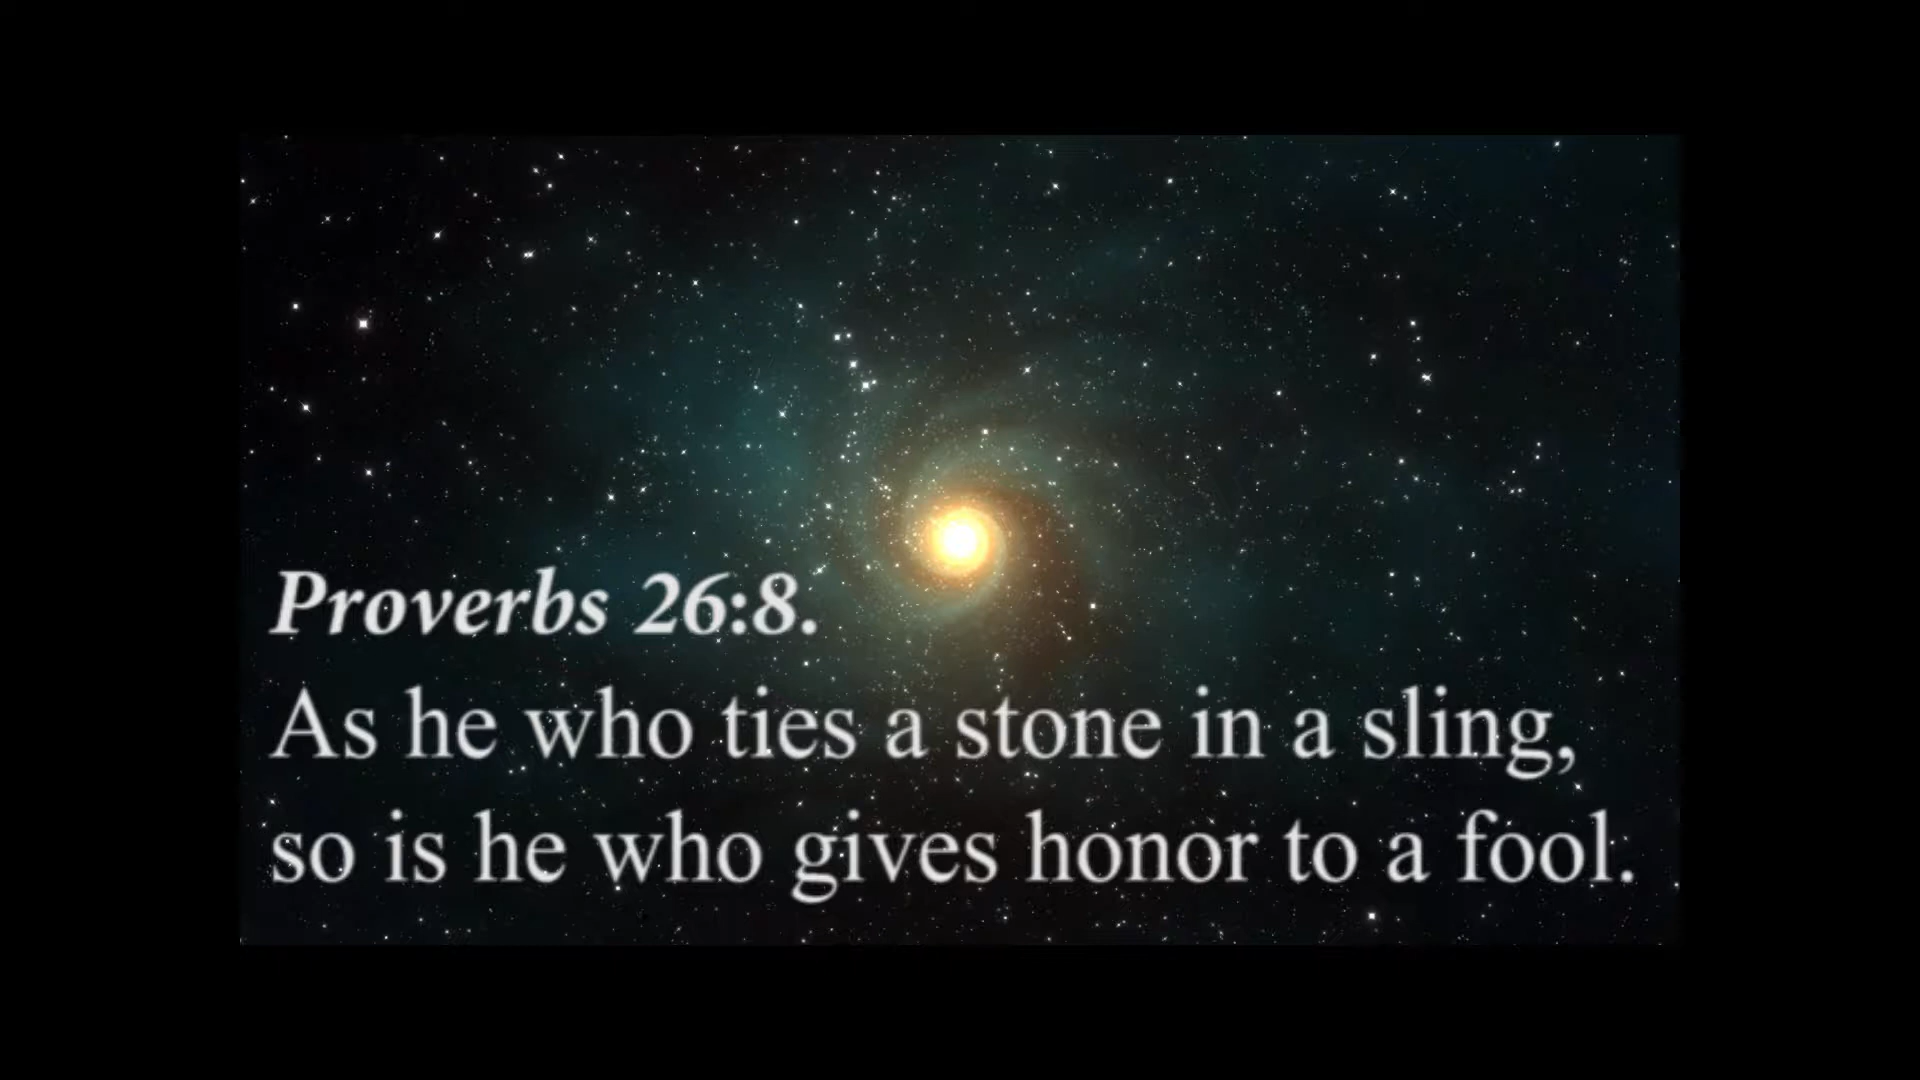 Proverbs 26:8.
As he who ties a stone in a sling,
so is he who gives honor to a fool.